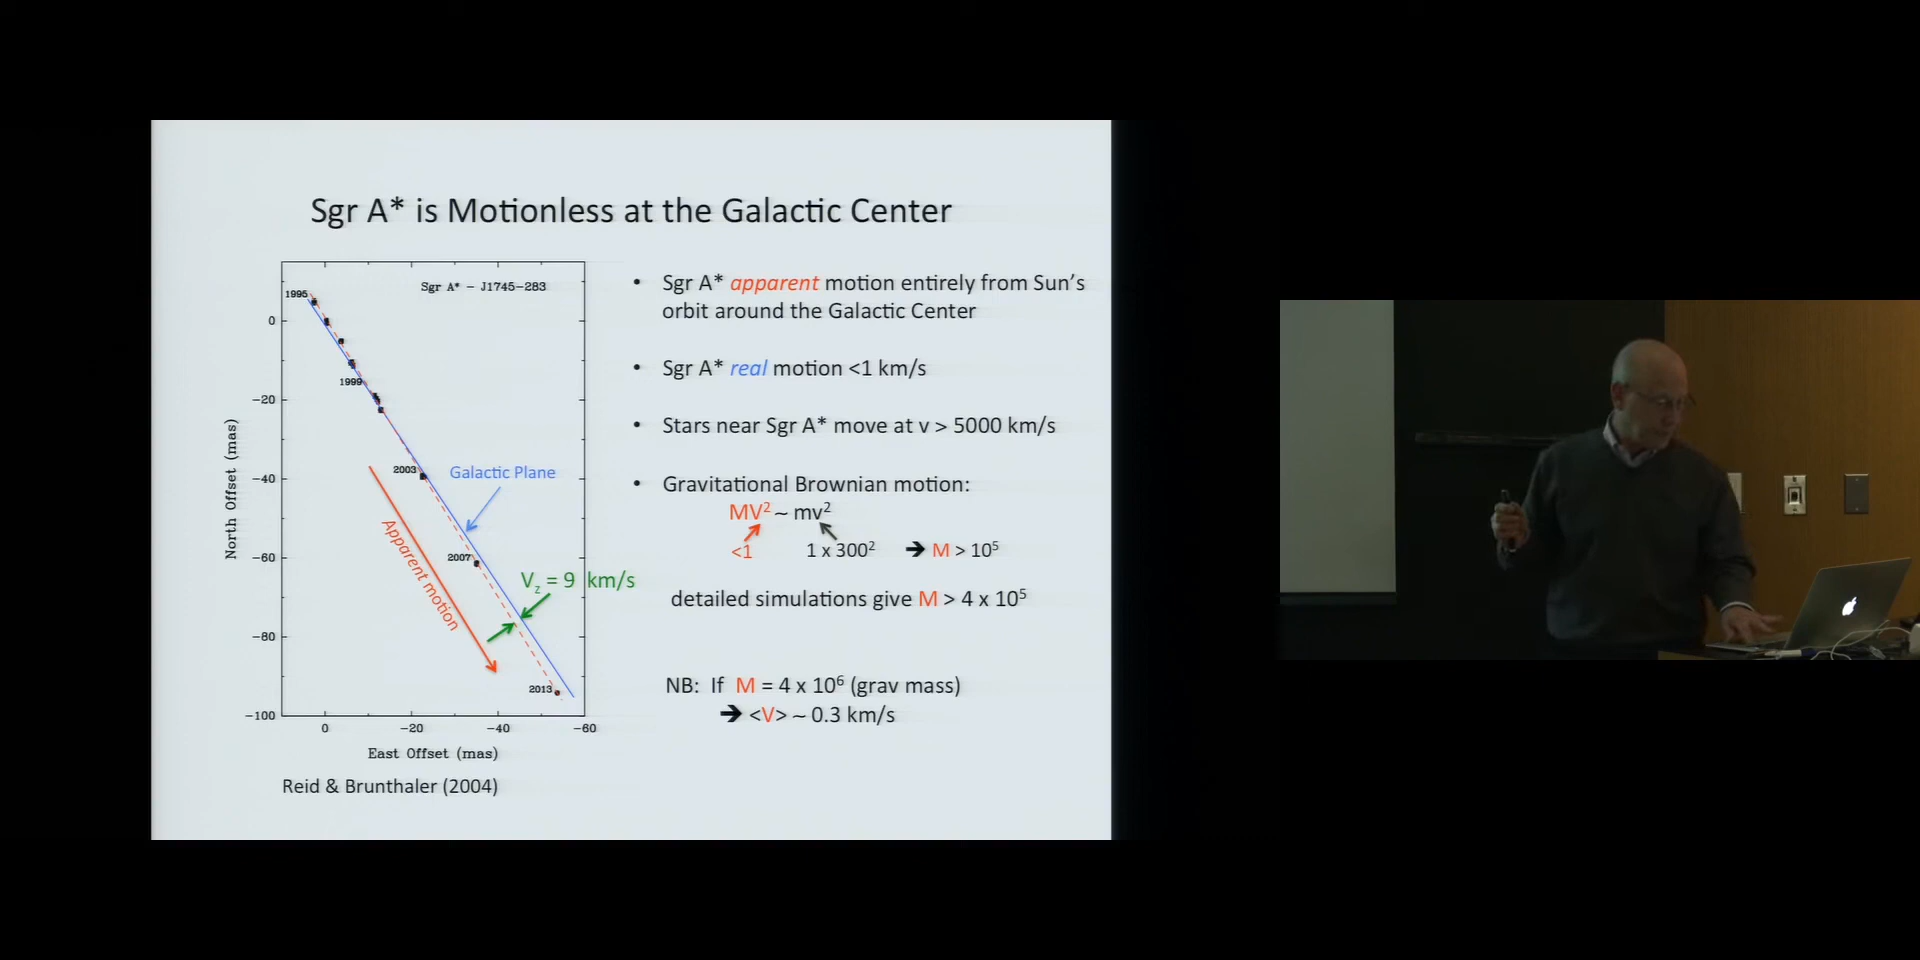 Sgr A* is Motionless at the Galactic Center
Sgr A* – J1745-283
1995
1999
2003
2007
2013
Galactic Plane
Apparent motion
V_z = 9 km/s
0
−20
−40
−60
−80
−100
North Offset (mas)
0
−20
−40
−60
East Offset (mas)
Reid & Brunthaler (2004)
• Sgr A* apparent motion entirely from Sun's
orbit around the Galactic Center
• Sgr A* real motion <1 km/s
• Stars near Sgr A* move at v > 5000 km/s
• Gravitational Brownian motion:
MV² ~ mv²
<1 1 x 300² ➔ M > 10⁵
detailed simulations give M > 4 x 10⁵
NB: If M = 4 x 10⁶ (grav mass)
➔ <V> ~ 0.3 km/s